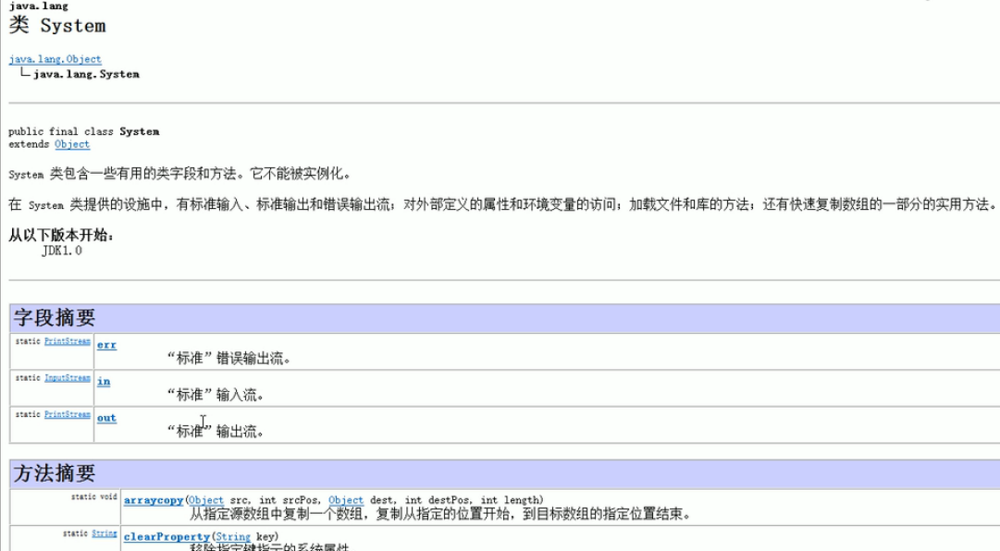 java.lang
类 System
java.lang.Object
java.lang.System
public final class System
extends Object
System 类包含一些有用的类字段和方法。它不能被实例化。
在 System 类提供的设施中，有标准输入、标准输出和错误输出流；对外部定义的属性和环境变量的访问；加载文件和库的方法；还有快速复制数组的一部分的实用方法。
从以下版本开始：
JDK1.0
字段摘要
static PrintStream err
“标准”错误输出流。
static InputStream in
“标准”输入流。
static PrintStream out
“标准”输出流。
方法摘要
static void arraycopy(Object src, int srcPos, Object dest, int destPos, int length)
从指定源数组中复制一个数组，复制从指定的位置开始，到目标数组的指定位置结束。
static String clearProperty(String key)
移除指定键指示的系统属性